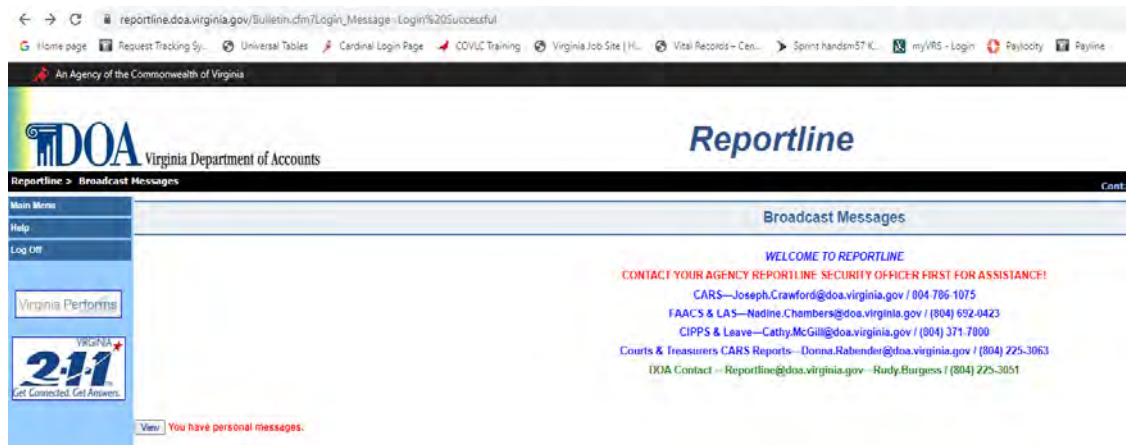 reportline.doa.virginia.gov/Bulletin.cfm?Login_Message=Login%20Successful
Home page Request Tracking Sy... Universal Tables Cardinal Login Page COVLC Training Virginia Job Site | H... Vital Records – Cen... Sprint handsm57 K... myVRS - Login Paylocity Payline
An Agency of the Commonwealth of Virginia
DOA Virginia Department of Accounts
Reportline
Reportline > Broadcast Messages
Cont
Main Menu
Help
Log Off
Virginia Performs
VIRGINIA
2-1-1
Get Connected. Get Answers.
Broadcast Messages
WELCOME TO REPORTLINE
CONTACT YOUR AGENCY REPORTLINE SECURITY OFFICER FIRST FOR ASSISTANCE!
CARS---Joseph.Crawford@doa.virginia.gov / 804-786-1075
FAACS & LAS---Nadine.Chambers@doa.virginia.gov / (804) 692-0423
CIPPS & Leave---Cathy.McGill@doa.virginia.gov / (804) 371-7800
Courts & Treasurers CARS Reports---Donna.Rabender@doa.virginia.gov / (804) 225-3063
DOA Contact -- Reportline@doa.virginia.gov---Rudy.Burgess / (804) 225-3051
View You have personal messages.